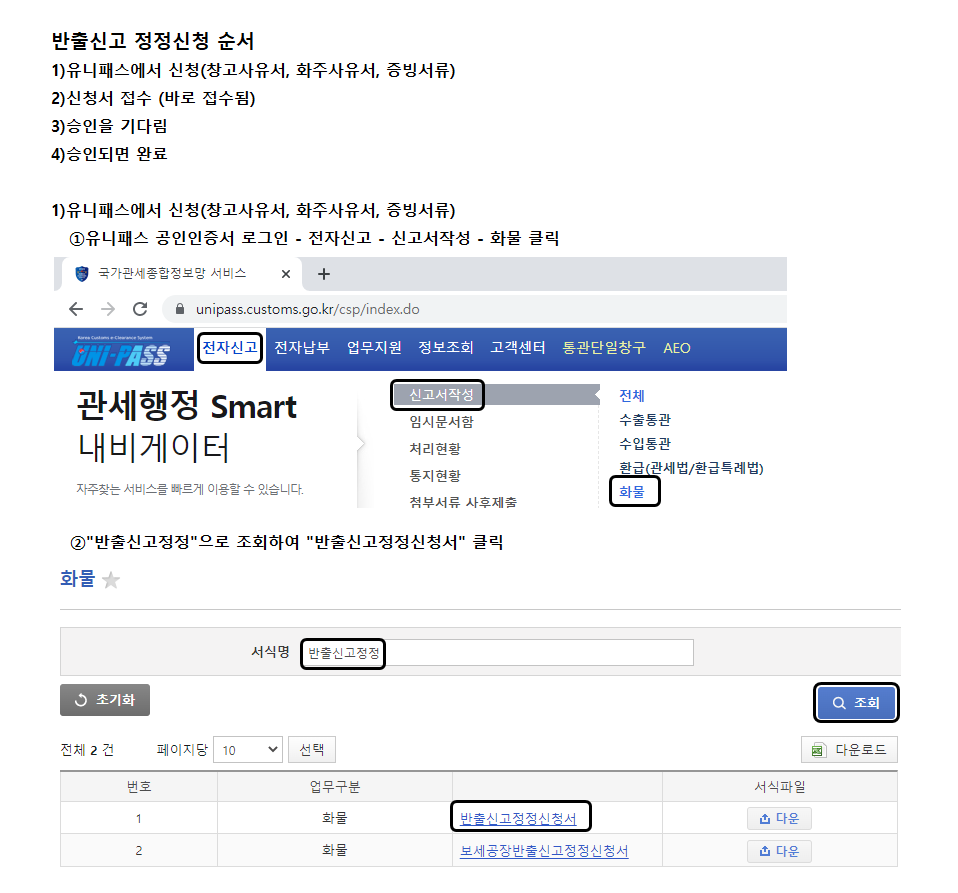 반출신고 정정신청 순서
1)유니패스에서 신청(창고사유서, 화주사유서, 증빙서류)
2)신청서 접수 (바로 접수됨)
3)승인을 기다림
4)승인되면 완료
1)유니패스에서 신청(창고사유서, 화주사유서, 증빙서류)
①유니패스 공인인증서 로그인 - 전자신고 - 신고서작성 - 화물 클릭
국가관세종합정보망 서비스
unipass.customs.go.kr/csp/index.do
Korea Customs e-Clearance System
UNI-PASS 전자신고 전자납부 업무지원 정보조회 고객센터 통관단일창구 AEO
관세행정 Smart
내비게이터
자주찾는 서비스를 빠르게 이용할 수 있습니다.
신고서작성
임시문서함
처리현황
통지현황
첨부서류 사후제출
전체
수출통관
수입통관
환급(관세법/환급특례법)
화물
②"반출신고정정"으로 조회하여 "반출신고정정신청서" 클릭
화물
서식명 반출신고정정
초기화 조회
전체 2 건 페이지당 10 선택 다운로드
번호 업무구분 서식파일
1 화물 반출신고정정신청서 다운
2 화물 보세공장반출신고정정신청서 다운